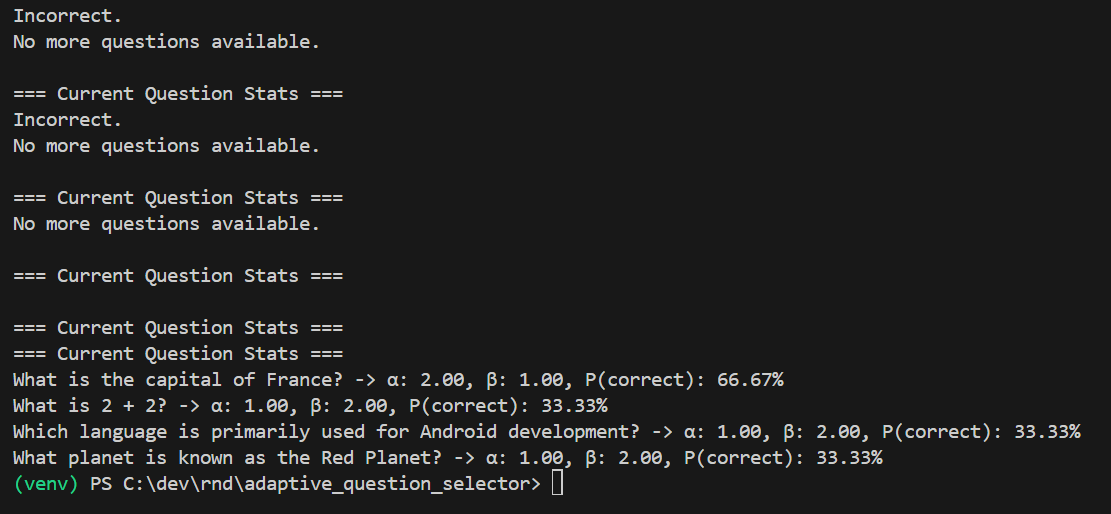 Incorrect.
No more questions available.
=== Current Question Stats ===
Incorrect.
No more questions available.
=== Current Question Stats ===
No more questions available.
=== Current Question Stats ===
=== Current Question Stats ===
=== Current Question Stats ===
What is the capital of France? -> α: 2.00, β: 1.00, P(correct): 66.67%
What is 2 + 2? -> α: 1.00, β: 2.00, P(correct): 33.33%
Which language is primarily used for Android development? -> α: 1.00, β: 2.00, P(correct): 33.33%
What planet is known as the Red Planet? -> α: 1.00, β: 2.00, P(correct): 33.33%
(venv) PS C:\dev\rnd\adaptive_question_selector>